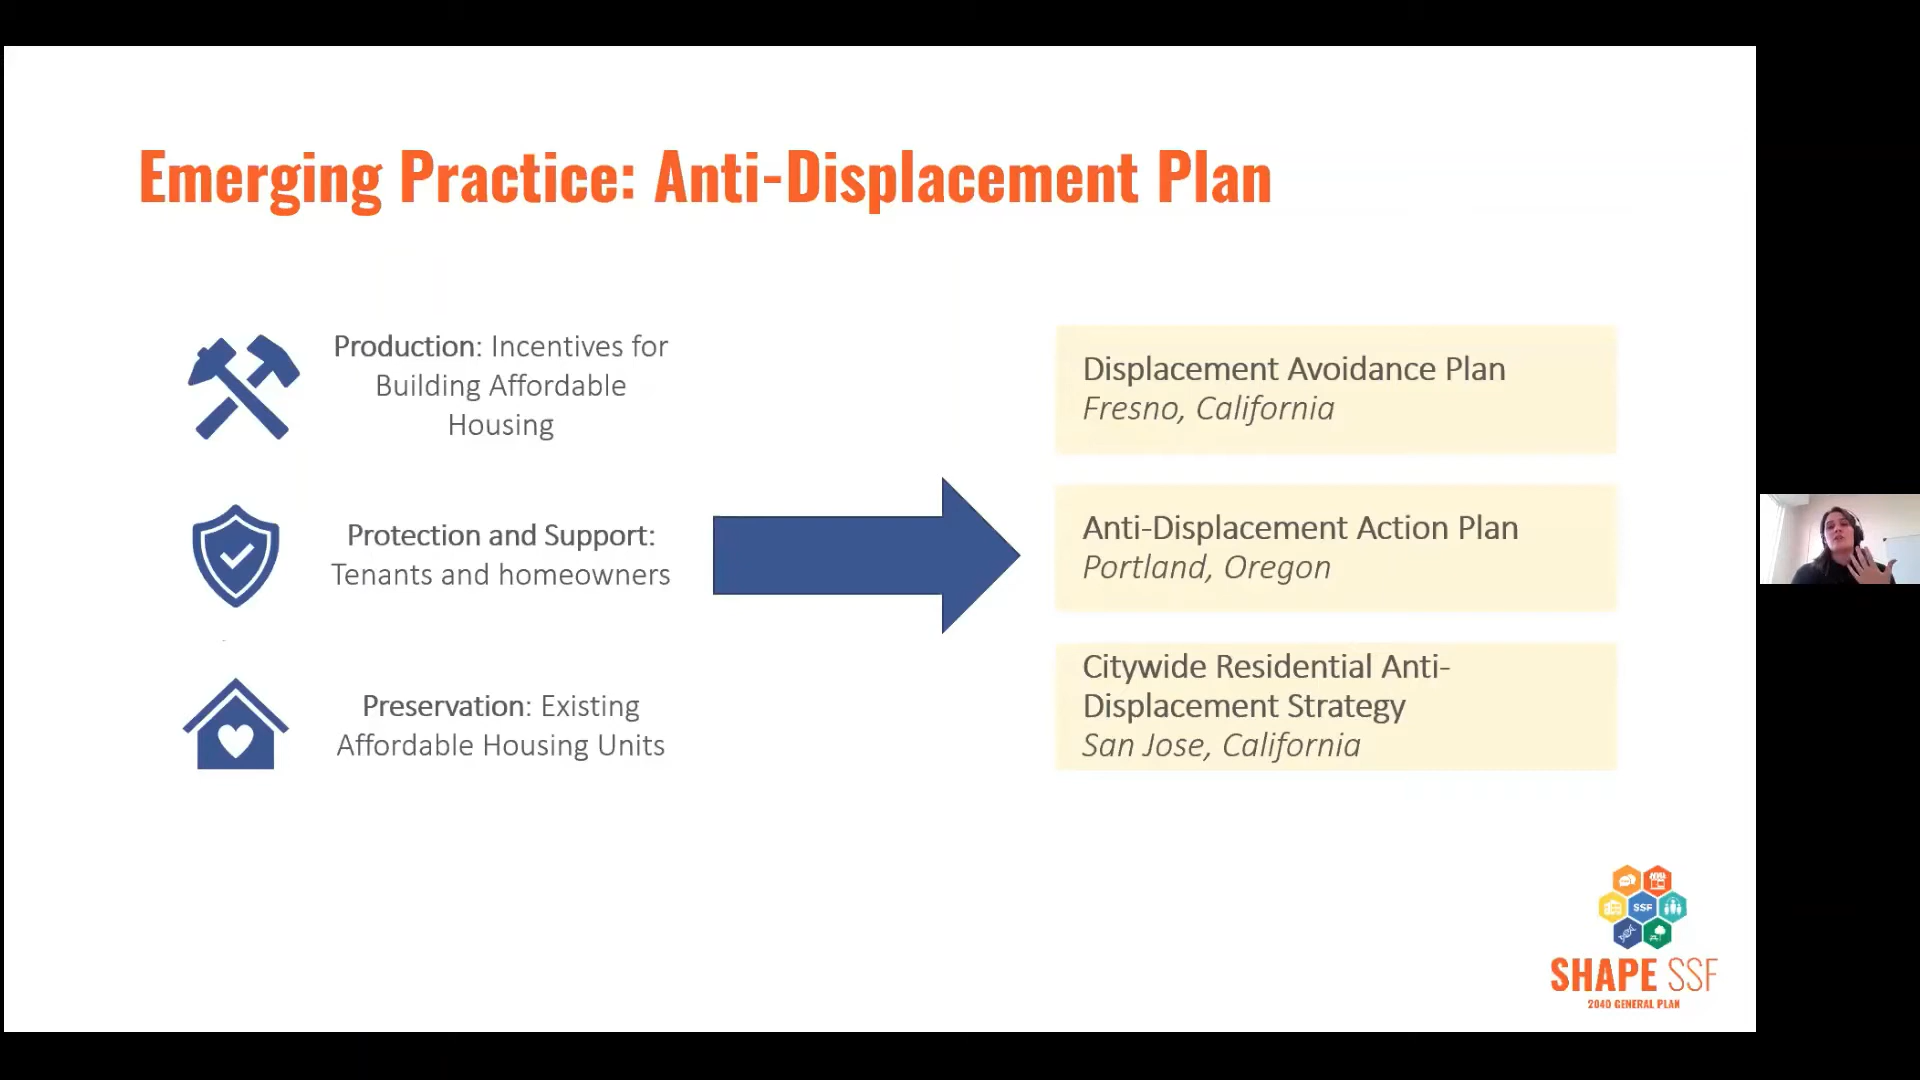 Emerging Practice: Anti-Displacement Plan
Production: Incentives for
Building Affordable
Housing
Protection and Support:
Tenants and homeowners
Preservation: Existing
Affordable Housing Units
Displacement Avoidance Plan
Fresno, California
Anti-Displacement Action Plan
Portland, Oregon
Citywide Residential Anti-
Displacement Strategy
San Jose, California
SSF
SHAPE SSF
2040 GENERAL PLAN